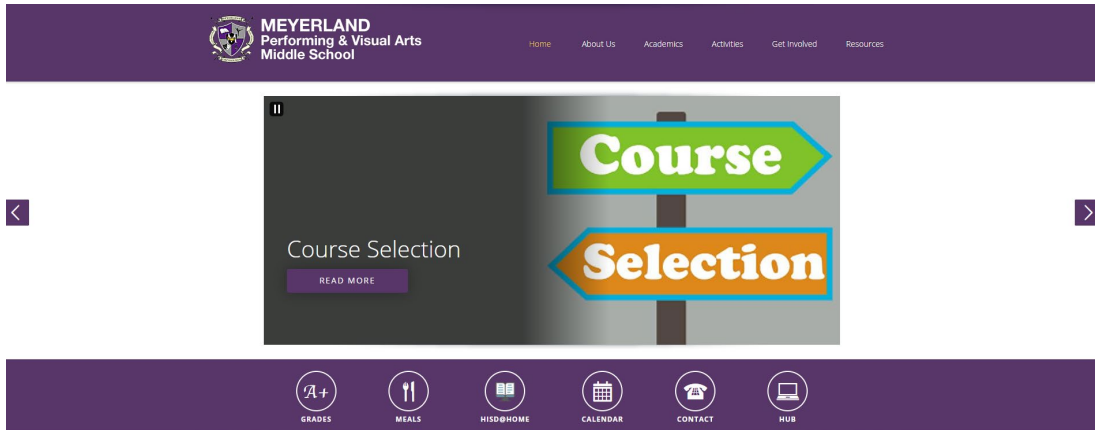 MEYERLAND
Performing & Visual Arts
Middle School
Home About Us Academics Activities Get Involved Resources
Course
Selection
Course Selection
READ MORE
A+
GRADES MEALS HISD@HOME CALENDAR CONTACT HUB